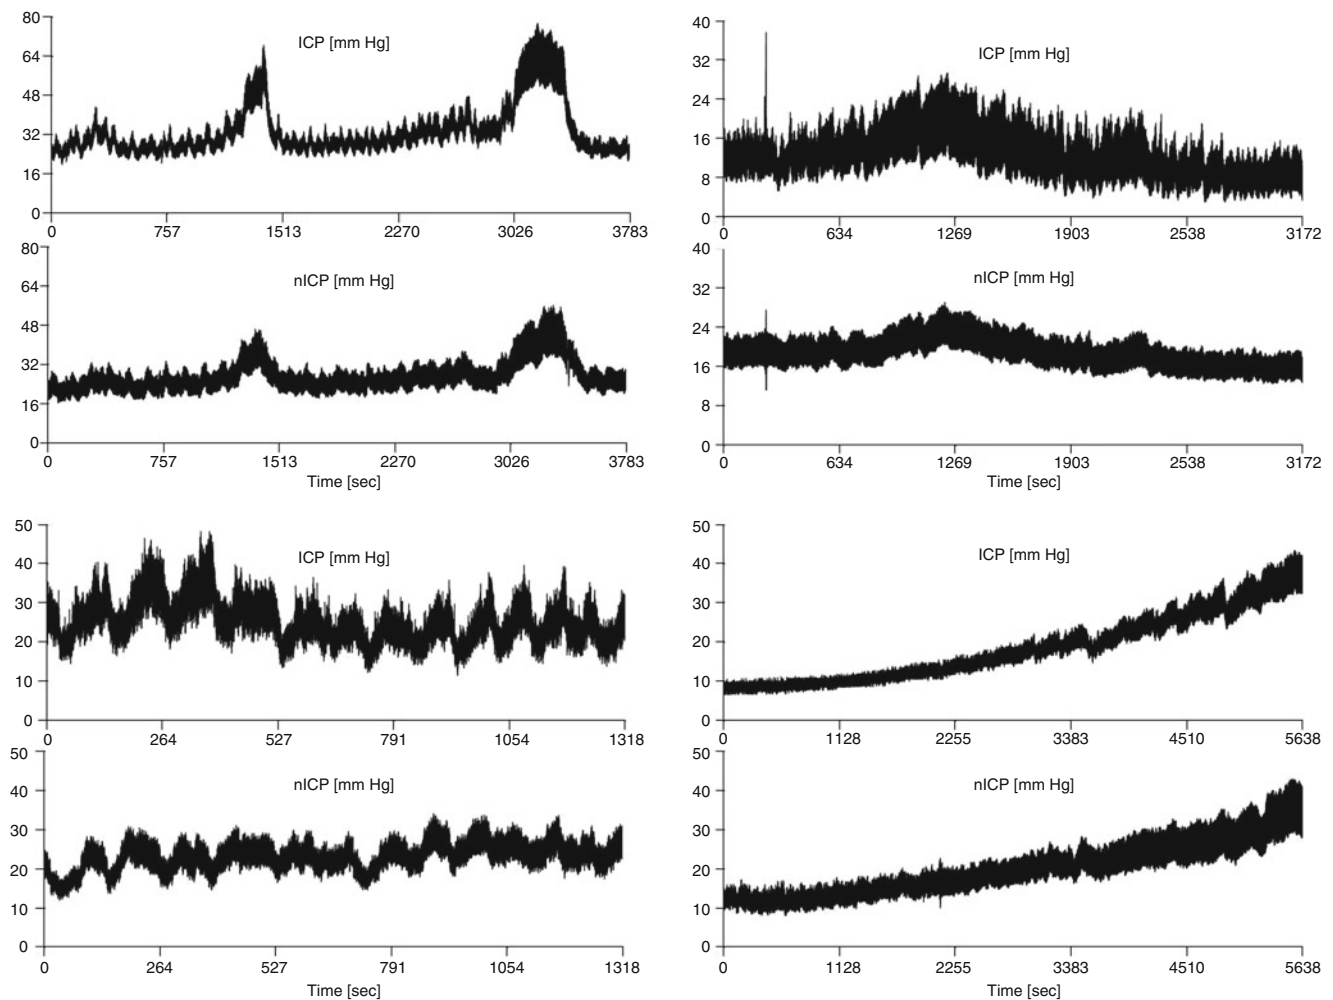 80
64
48
32
16
0
ICP [mm Hg]
0 757 1513 2270 3026 3783
80
64
48
32
16
0
nICP [mm Hg]
0 757 1513 2270 3026 3783
Time [sec]
40
32
24
16
8
0
ICP [mm Hg]
0 634 1269 1903 2538 3172
40
32
24
16
8
0
nICP [mm Hg]
0 634 1269 1903 2538 3172
Time [sec]
50
40
30
20
10
0
ICP [mm Hg]
0 264 527 791 1054 1318
50
40
30
20
10
0
nICP [mm Hg]
0 264 527 791 1054 1318
Time [sec]
50
40
30
20
10
0
ICP [mm Hg]
0 1128 2255 3383 4510 5638
50
40
30
20
10
0
nICP [mm Hg]
0 1128 2255 3383 4510 5638
Time [sec]